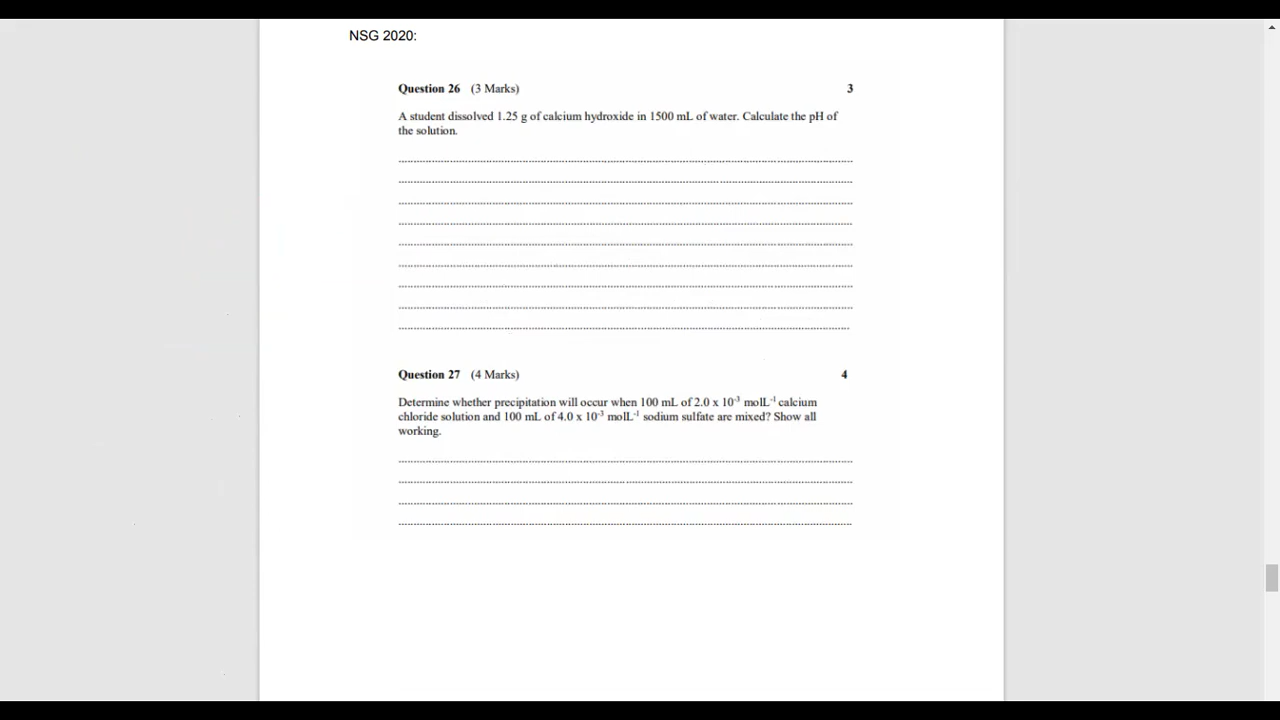 NSG 2020:
Question 26 (3 Marks) 3
A student dissolved 1.25 g of calcium hydroxide in 1500 mL of water. Calculate the pH of
the solution.
Question 27 (4 Marks) 4
Determine whether precipitation will occur when 100 mL of 2.0 x 10⁻³ molL⁻¹ calcium
chloride solution and 100 mL of 4.0 x 10⁻³ molL⁻¹ sodium sulfate are mixed? Show all
working.